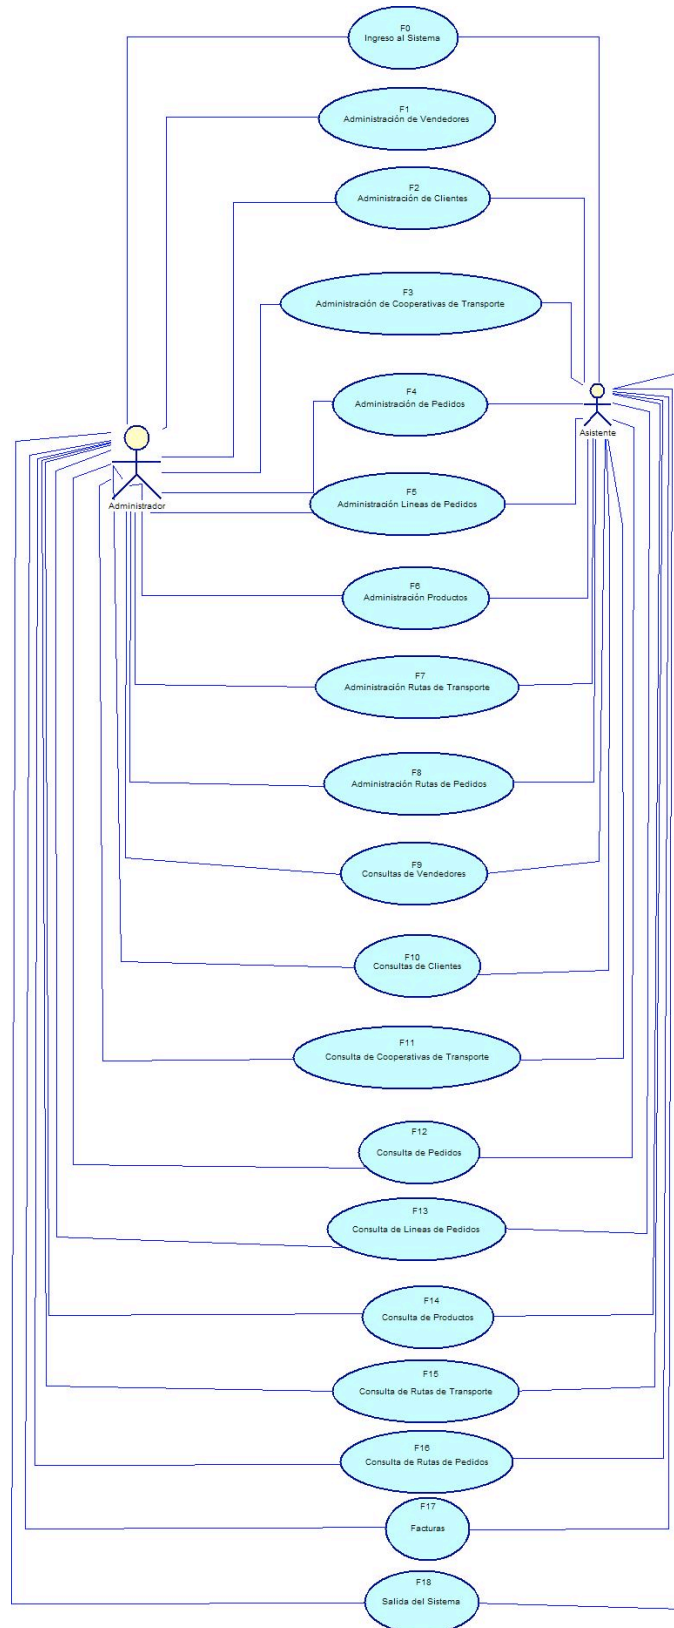 F0
Ingreso al Sistema
F1
Administración de Vendedores
F2
Administración de Clientes
F3
Administración de Cooperativas de Transporte
F4
Administración de Pedidos
Asistente
Administrador
F5
Administración Lineas de Pedidos
F6
Administración Productos
F7
Administración Rutas de Transporte
F8
Administración Rutas de Pedidos
F9
Consultas de Vendedores
F10
Consultas de Clientes
F11
Consulta de Cooperativas de Transporte
F12
Consulta de Pedidos
F13
Consulta de Lineas de Pedidos
F14
Consulta de Productos
F15
Consulta de Rutas de Transporte
F16
Consulta de Rutas de Pedidos
F17
Facturas
F18
Salida del Sistema